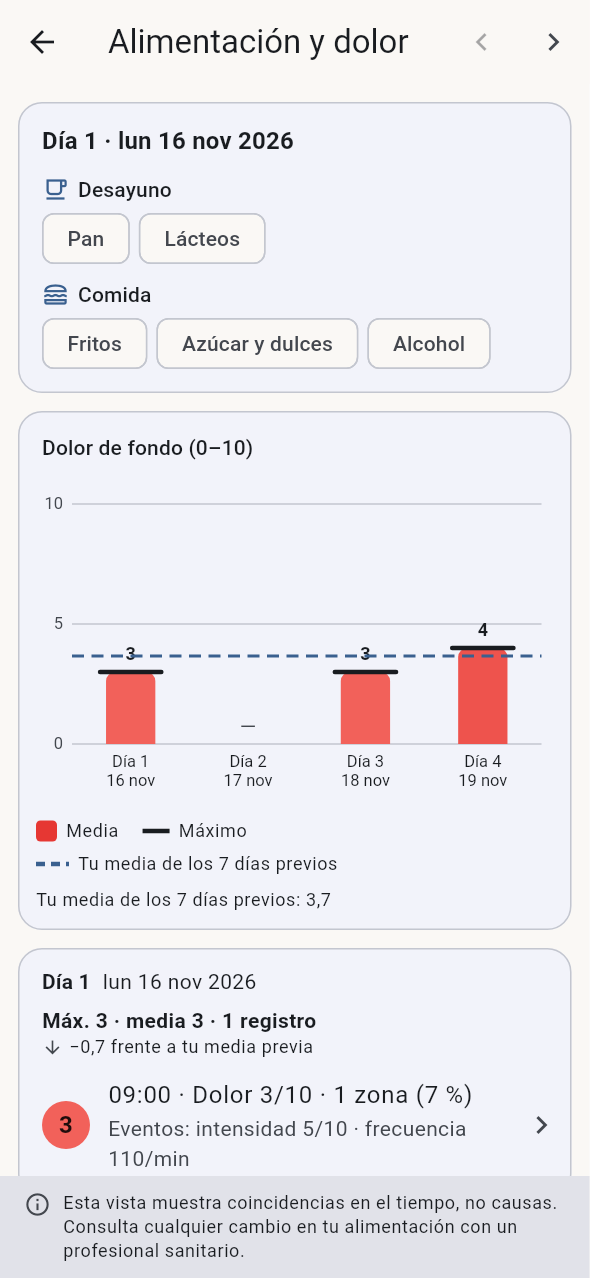 Alimentación y dolor
Día 1 · lun 16 nov 2026
Desayuno
Pan
Lácteos
Comida
Fritos
Azúcar y dulces
Alcohol
Dolor de fondo (0–10)
10
5
0
3
—
3
4
Día 1
16 nov
Día 2
17 nov
Día 3
18 nov
Día 4
19 nov
Media
Máximo
Tu media de los 7 días previos
Tu media de los 7 días previos: 3,7
Día 1 lun 16 nov 2026
Máx. 3 · media 3 · 1 registro
−0,7 frente a tu media previa
3
09:00 · Dolor 3/10 · 1 zona (7 %)
Eventos: intensidad 5/10 · frecuencia
110/min
Esta vista muestra coincidencias en el tiempo, no causas.
Consulta cualquier cambio en tu alimentación con un
profesional sanitario.